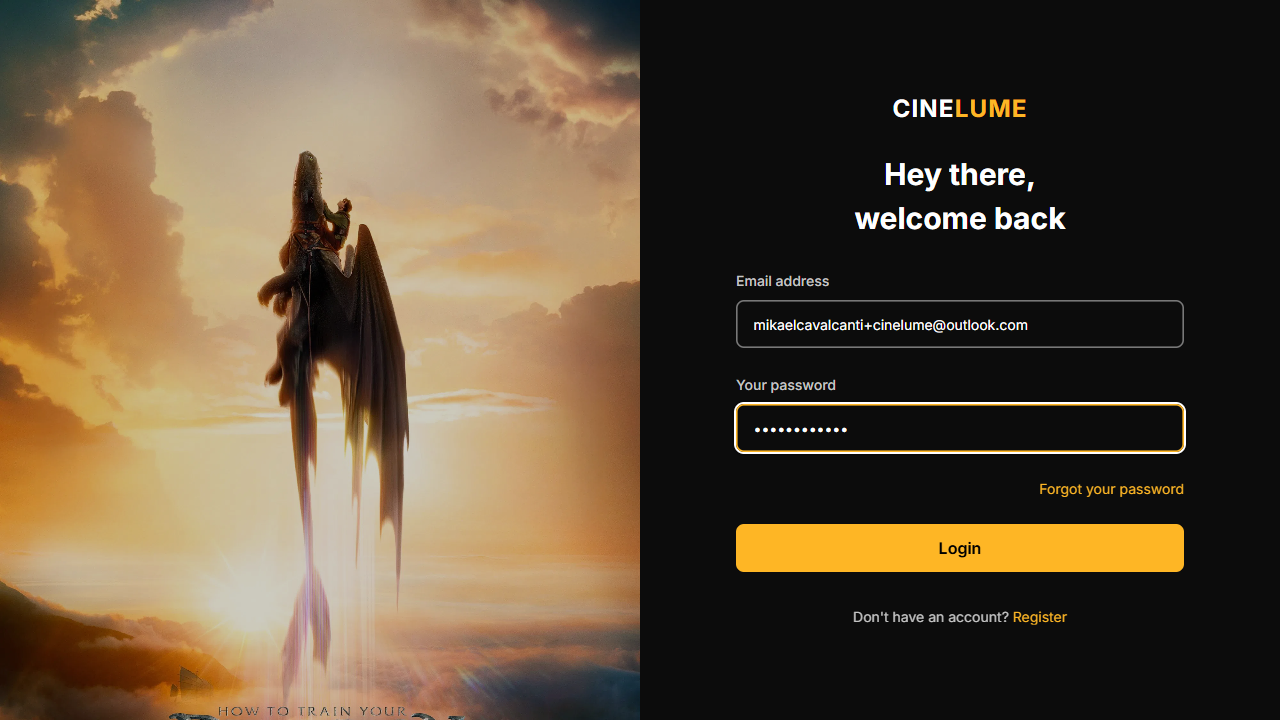 CINELUME
Hey there,
welcome back
Email address
mikaelcavalcanti+cinelume@outlook.com
Your password
••••••••••••
Forgot your password
Login
Don't have an account? Register
HOW TO TRAIN YOUR